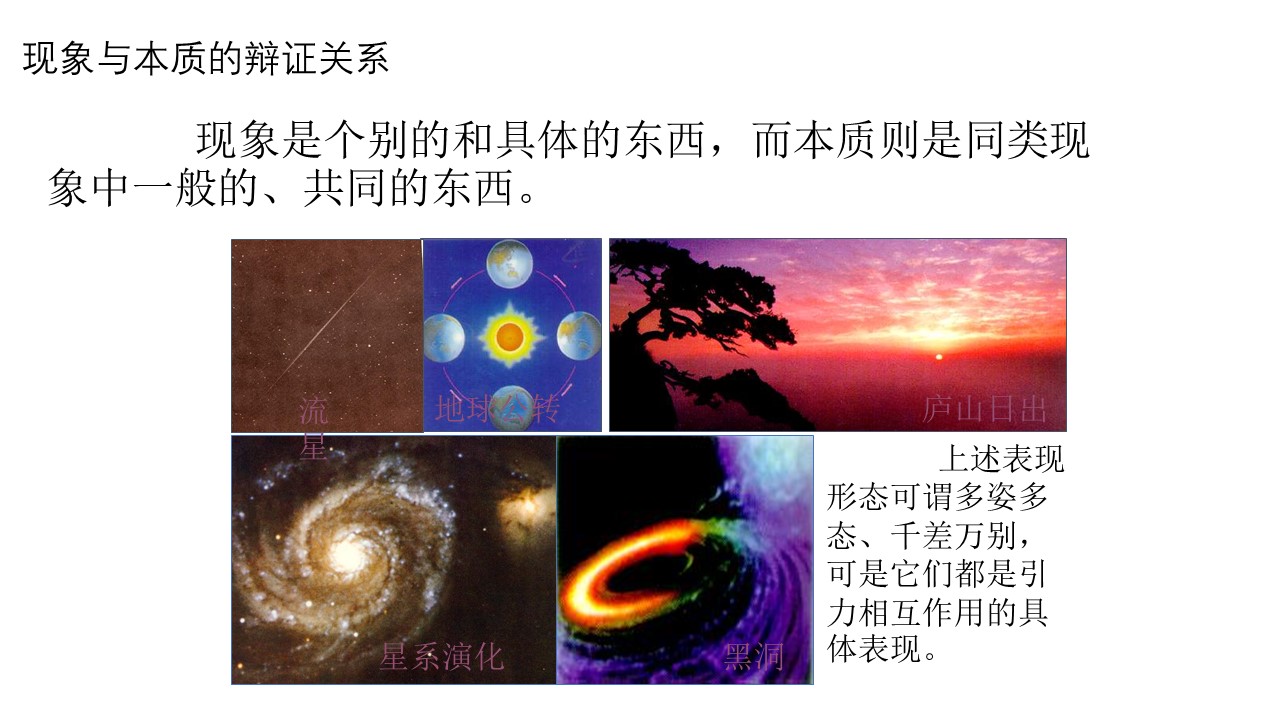 现象与本质的辩证关系
现象是个别的和具体的东西，而本质则是同类现
象中一般的、共同的东西。
流
星
地球公转
庐山日出
星系演化
黑洞
上述表现
形态可谓多姿多
态、千差万别，
可是它们都是引
力相互作用的具
体表现。